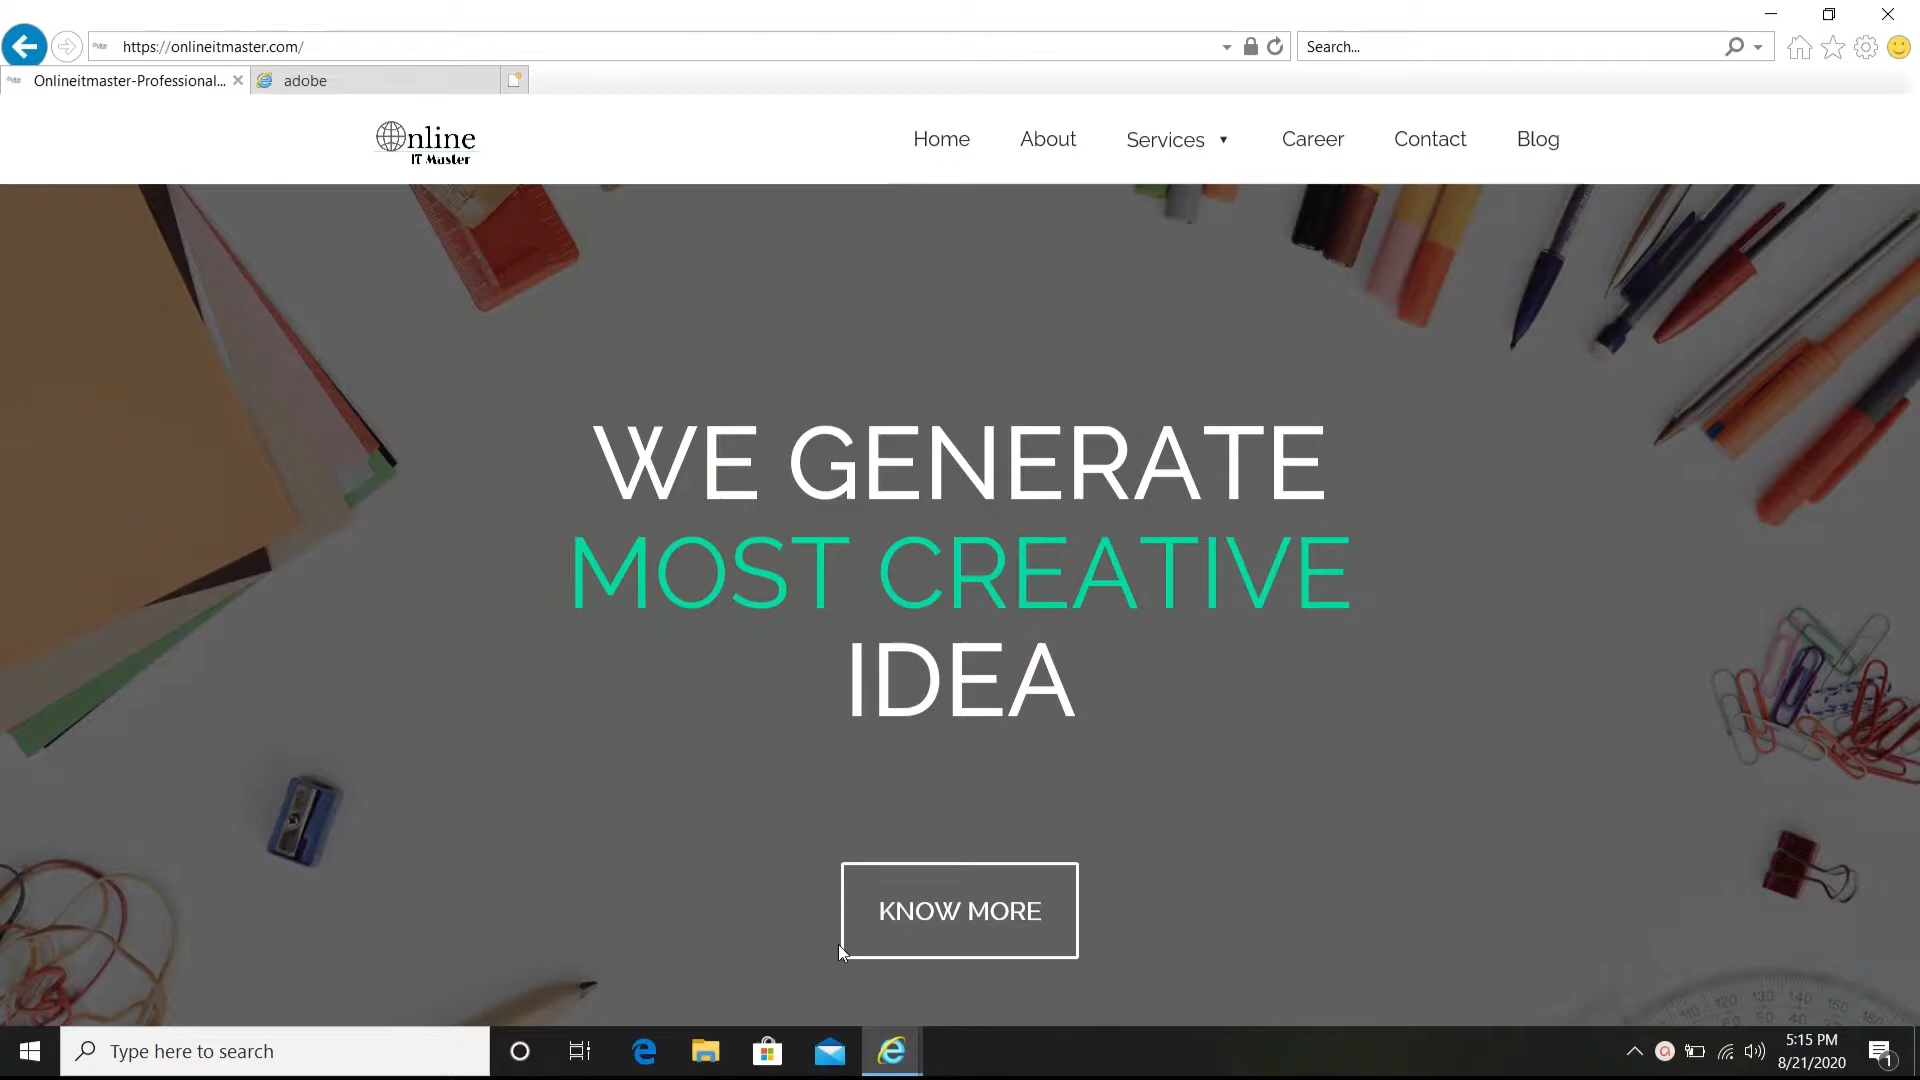 https://onlineitmaster.com/
Search...
Onlineitmaster-Professional...
adobe
Online
IT Master
Home
About
Services
Career
Contact
Blog
WE GENERATE
MOST CREATIVE
IDEA
KNOW MORE
Type here to search
5:15 PM
8/21/2020
1